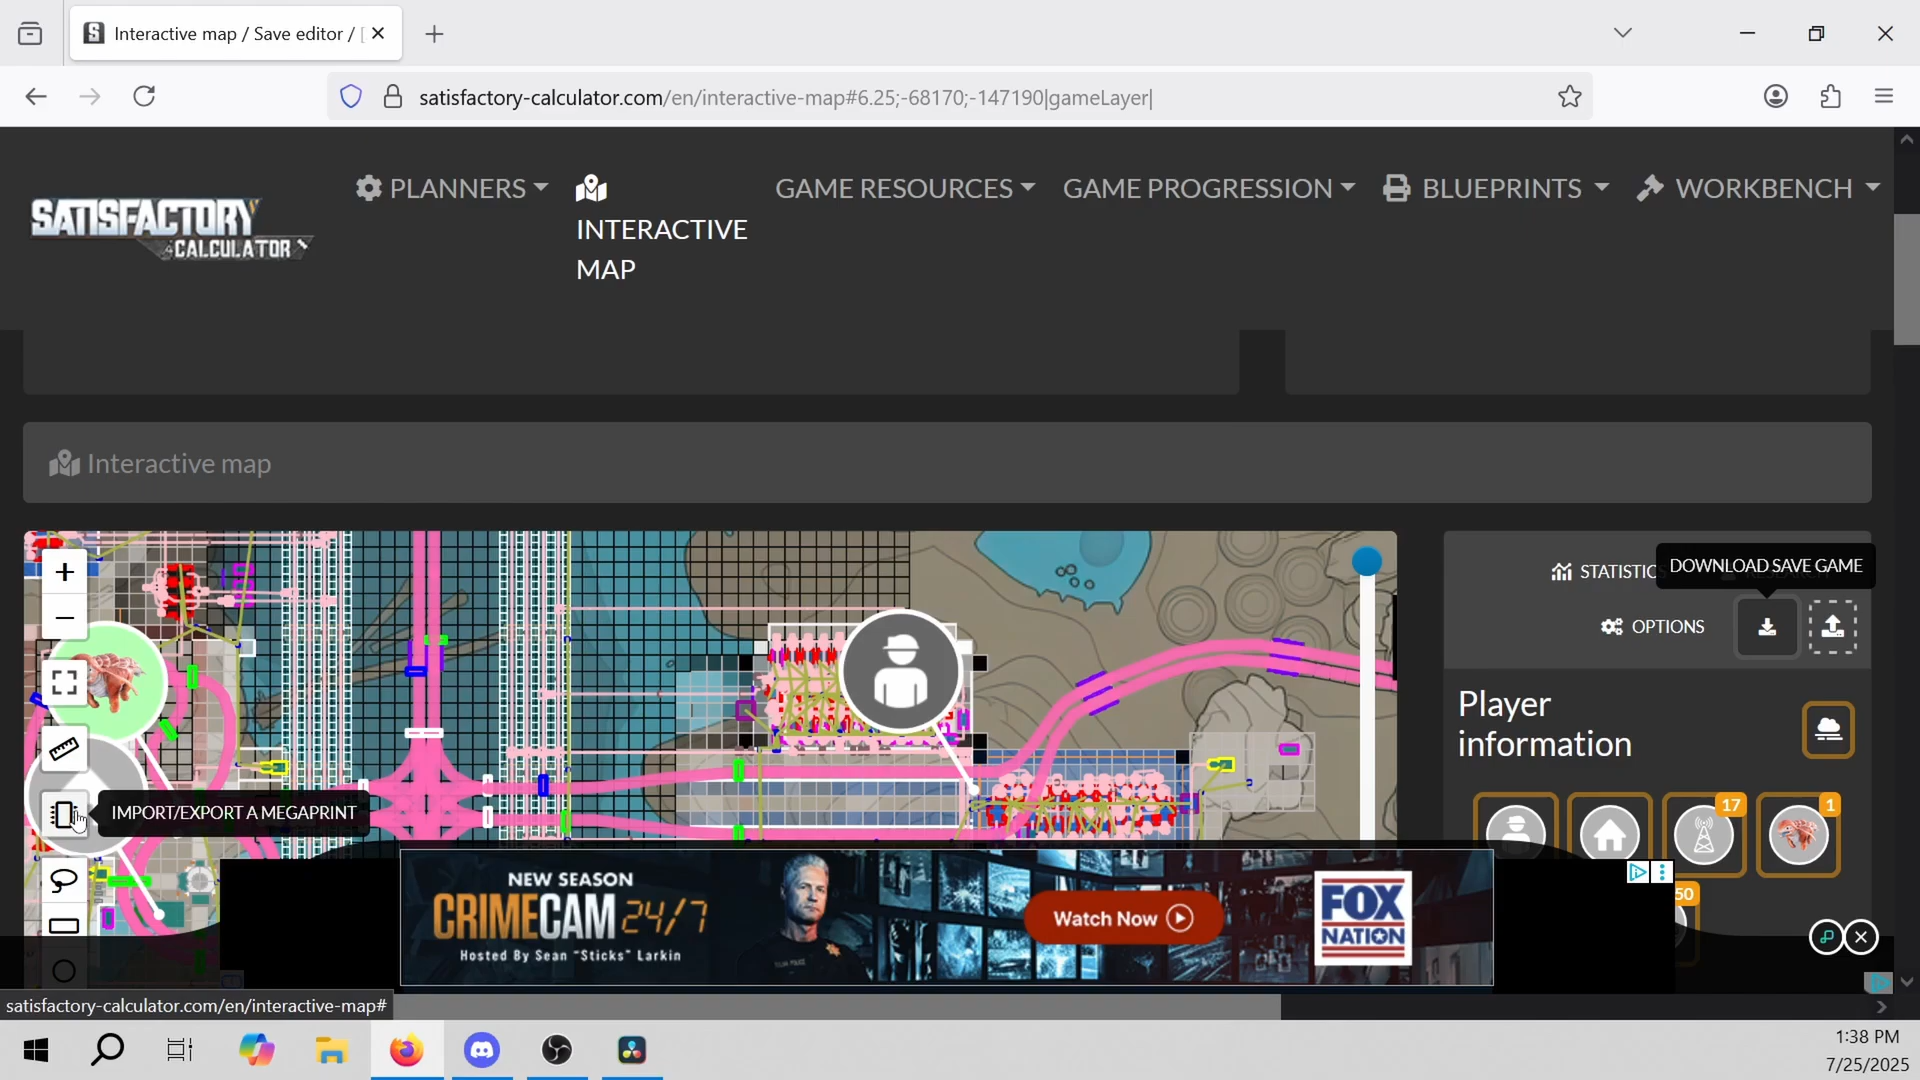 Interactive map / Save editor / [
satisfactory-calculator.com/en/interactive-map#6.25;-68170;-147190|gameLayer|
SATISFACTORY
CALCULATOR
PLANNERS
INTERACTIVE
MAP
GAME RESOURCES
GAME PROGRESSION
BLUEPRINTS
WORKBENCH
Interactive map
STATISTICS
DOWNLOAD SAVE GAME
OPTIONS
Player
information
17
1
50
IMPORT/EXPORT A MEGAPRINT
NEW SEASON
CRIMECAM 24/7
Hosted By Sean "Sticks" Larkin
Watch Now
FOX
NATION
satisfactory-calculator.com/en/interactive-map#
1:38 PM
7/25/2025